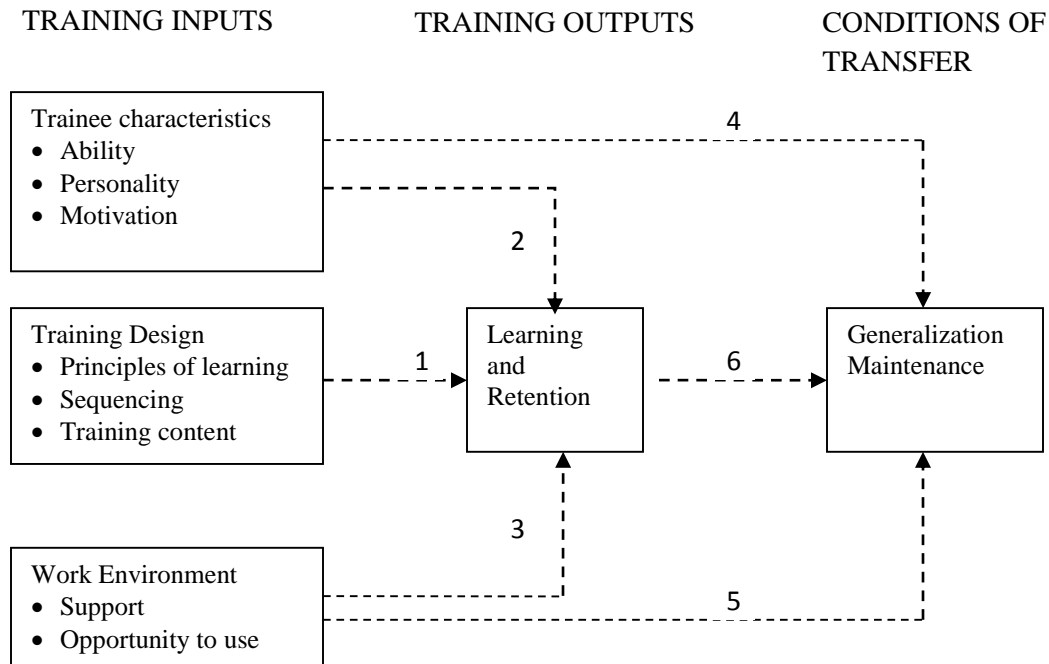 TRAINING INPUTS
TRAINING OUTPUTS
CONDITIONS OF
TRANSFER
Trainee characteristics
• Ability
• Personality
• Motivation
4
2
Training Design
• Principles of learning
• Sequencing
• Training content
1
Learning
and
Retention
6
Generalization
Maintenance
3
Work Environment
• Support
• Opportunity to use
5